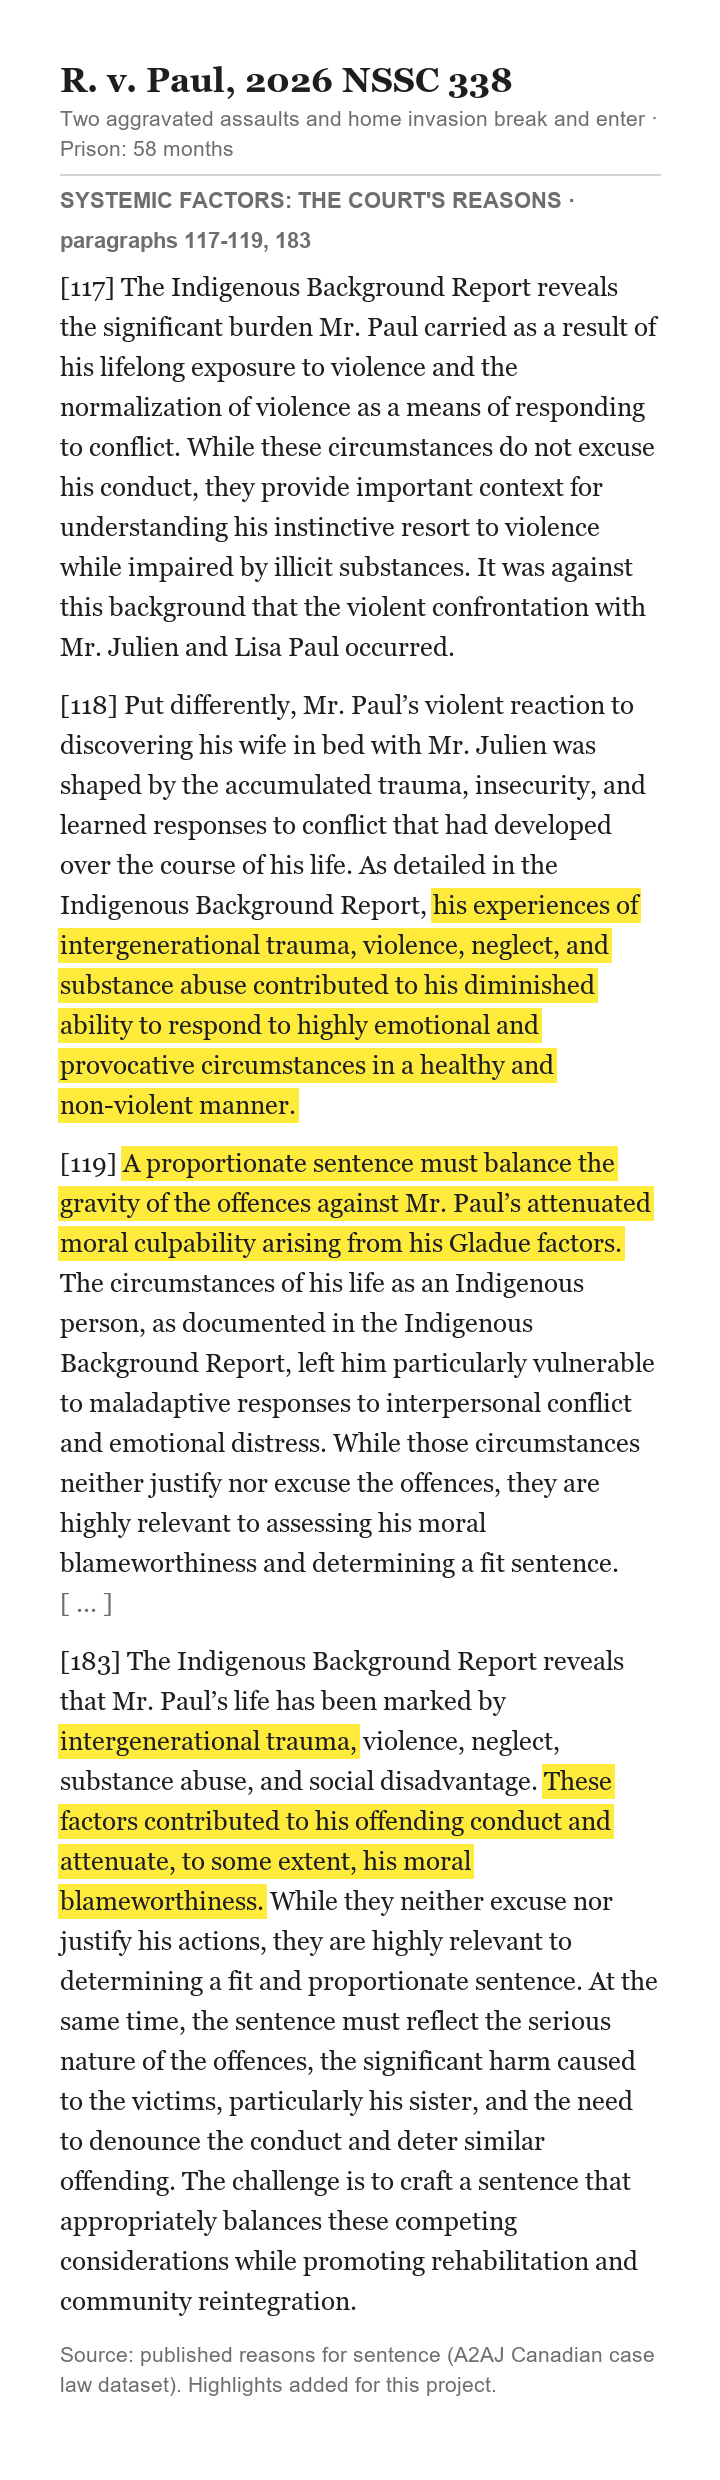 R. v. Paul, 2026 NSSC 338
Two aggravated assaults and home invasion break and enter ·
Prison: 58 months
SYSTEMIC FACTORS: THE COURT'S REASONS ·
paragraphs 117-119, 183
[117] The Indigenous Background Report reveals
the significant burden Mr. Paul carried as a result of
his lifelong exposure to violence and the
normalization of violence as a means of responding
to conflict. While these circumstances do not excuse
his conduct, they provide important context for
understanding his instinctive resort to violence
while impaired by illicit substances. It was against
this background that the violent confrontation with
Mr. Julien and Lisa Paul occurred.
[118] Put differently, Mr. Paul’s violent reaction to
discovering his wife in bed with Mr. Julien was
shaped by the accumulated trauma, insecurity, and
learned responses to conflict that had developed
over the course of his life. As detailed in the
Indigenous Background Report, his experiences of
intergenerational trauma, violence, neglect, and
substance abuse contributed to his diminished
ability to respond to highly emotional and
provocative circumstances in a healthy and
non-violent manner.
[119] A proportionate sentence must balance the
gravity of the offences against Mr. Paul’s attenuated
moral culpability arising from his Gladue factors.
The circumstances of his life as an Indigenous
person, as documented in the Indigenous
Background Report, left him particularly vulnerable
to maladaptive responses to interpersonal conflict
and emotional distress. While those circumstances
neither justify nor excuse the offences, they are
highly relevant to assessing his moral
blameworthiness and determining a fit sentence.
[ ... ]
[183] The Indigenous Background Report reveals
that Mr. Paul’s life has been marked by
intergenerational trauma, violence, neglect,
substance abuse, and social disadvantage. These
factors contributed to his offending conduct and
attenuate, to some extent, his moral
blameworthiness. While they neither excuse nor
justify his actions, they are highly relevant to
determining a fit and proportionate sentence. At the
same time, the sentence must reflect the serious
nature of the offences, the significant harm caused
to the victims, particularly his sister, and the need
to denounce the conduct and deter similar
offending. The challenge is to craft a sentence that
appropriately balances these competing
considerations while promoting rehabilitation and
community reintegration.
Source: published reasons for sentence (A2AJ Canadian case
law dataset). Highlights added for this project.